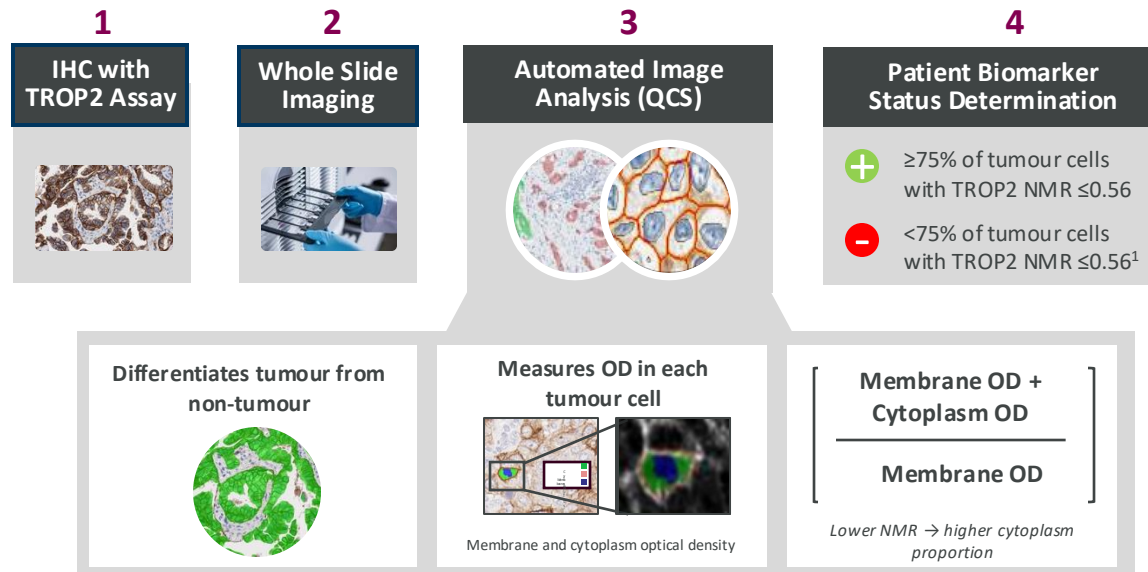 1
IHC with
TROP2 Assay
2
Whole Slide
Imaging
3
Automated Image
Analysis (QCS)
4
Patient Biomarker
Status Determination
+
≥75% of tumour cells
with TROP2 NMR ≤0.56
-
<75% of tumour cells
with TROP2 NMR ≤0.56¹
Differentiates tumour from
non-tumour
Measures OD in each
tumour cell
Membrane and cytoplasm optical density
Membrane OD +
Cytoplasm OD
Membrane OD
Lower NMR → higher cytoplasm
proportion